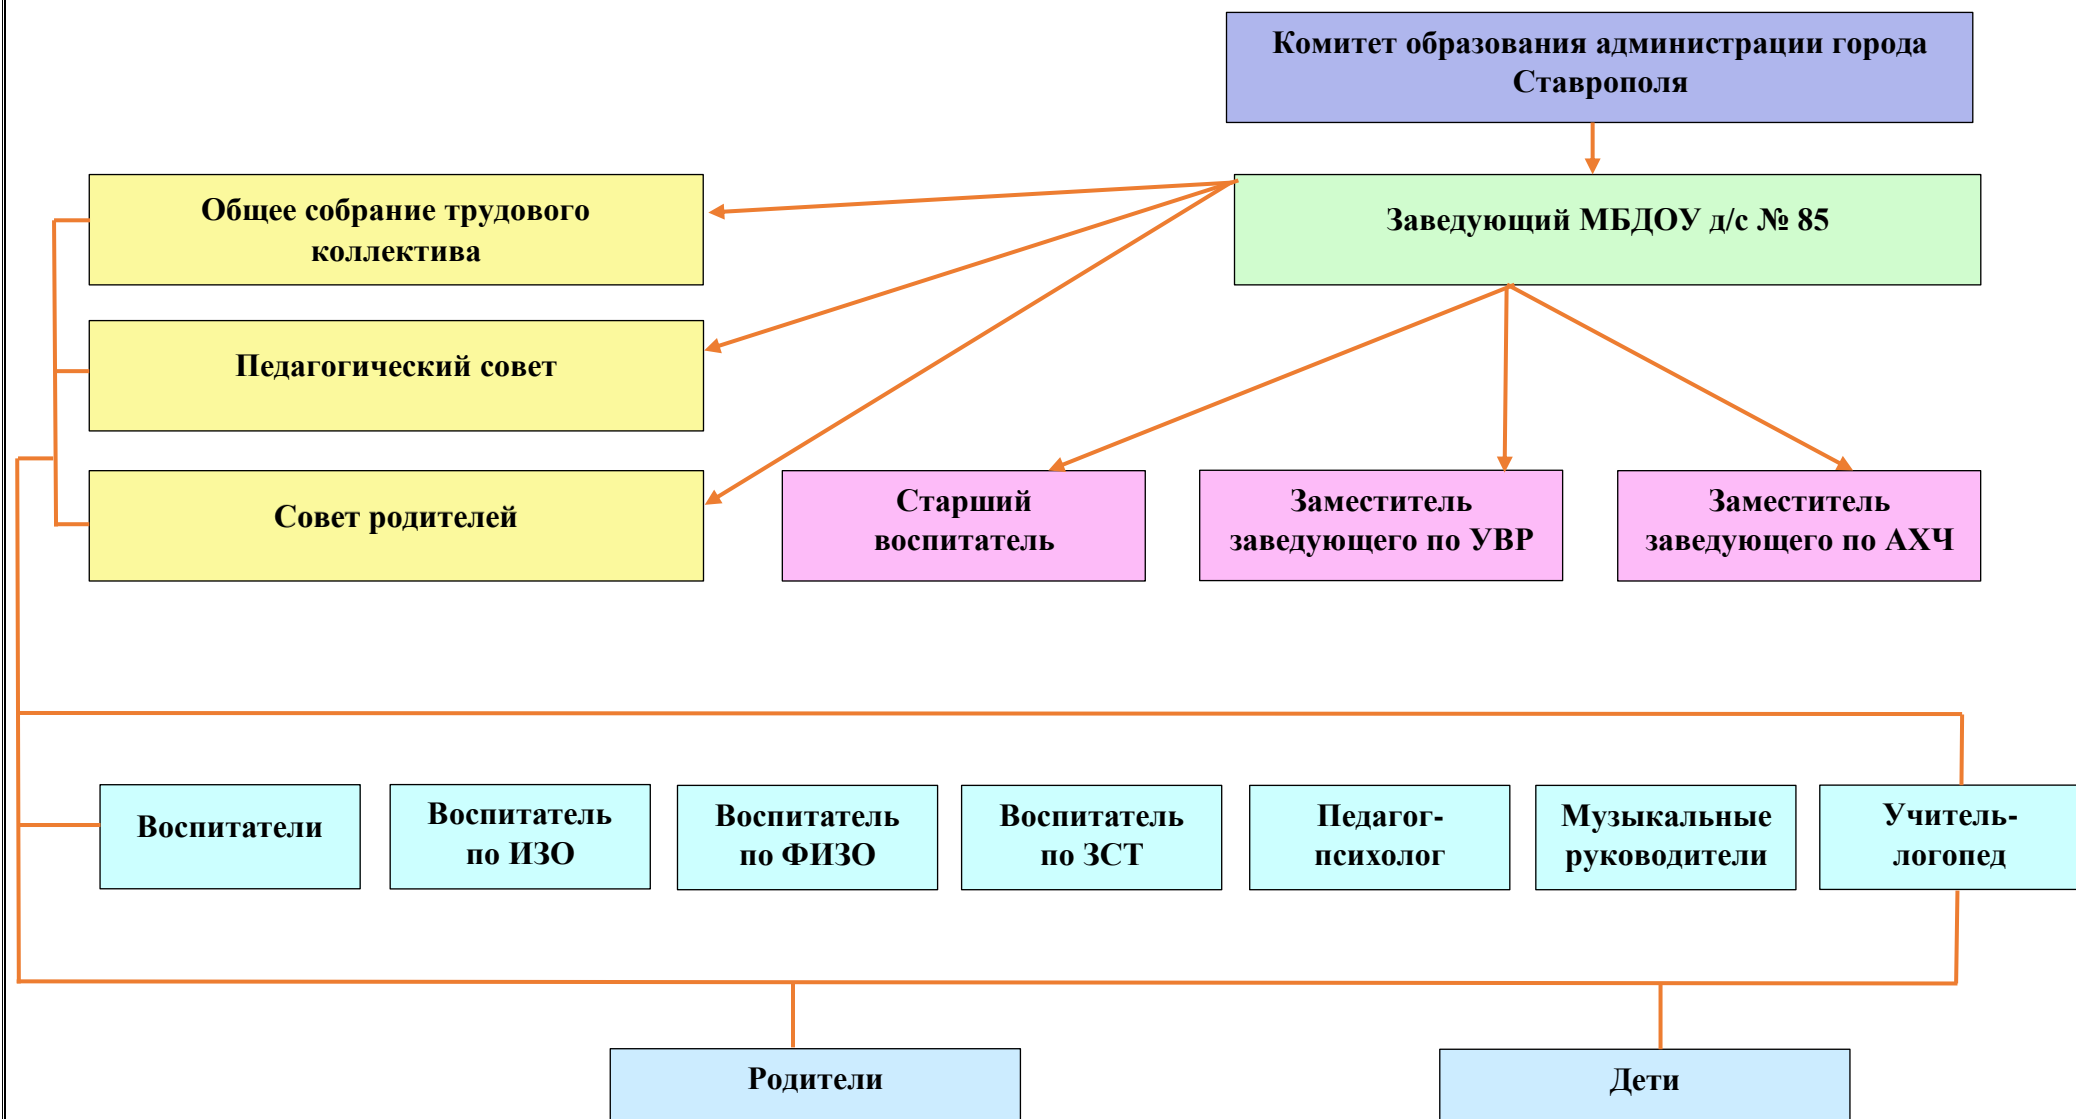 Комитет образования администрации города
Ставрополя
Общее собрание трудового
коллектива
Заведующий МБДОУ д/с № 85
Педагогический совет
Совет родителей
Старший
воспитатель
Заместитель
заведующего по УВР
Заместитель
заведующего по АХЧ
Воспитатели
Воспитатель
по ИЗО
Воспитатель
по ФИЗО
Воспитатель
по ЗСТ
Педагог-
психолог
Музыкальные
руководители
Учитель-
логопед
Родители
Дети